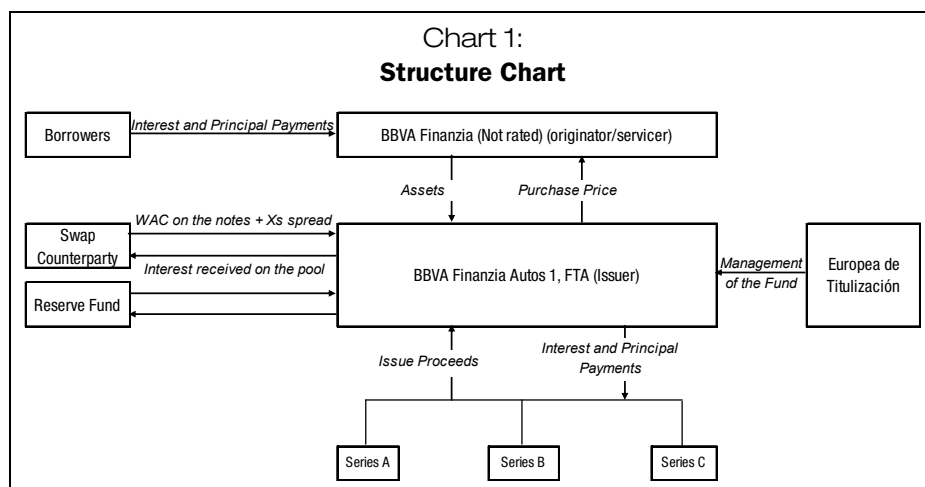 Chart 1:
Structure Chart
Borrowers
Interest and Principal Payments
BBVA Finanzia (Not rated) (originator/servicer)
Assets
Purchase Price
WAC on the notes + Xs spread
Swap
Counterparty
Interest received on the pool
Reserve Fund
BBVA Finanzia Autos 1, FTA (Issuer)
Management
of the Fund
Europea de
Titulización
Issue Proceeds
Interest and Principal
Payments
Series A
Series B
Series C